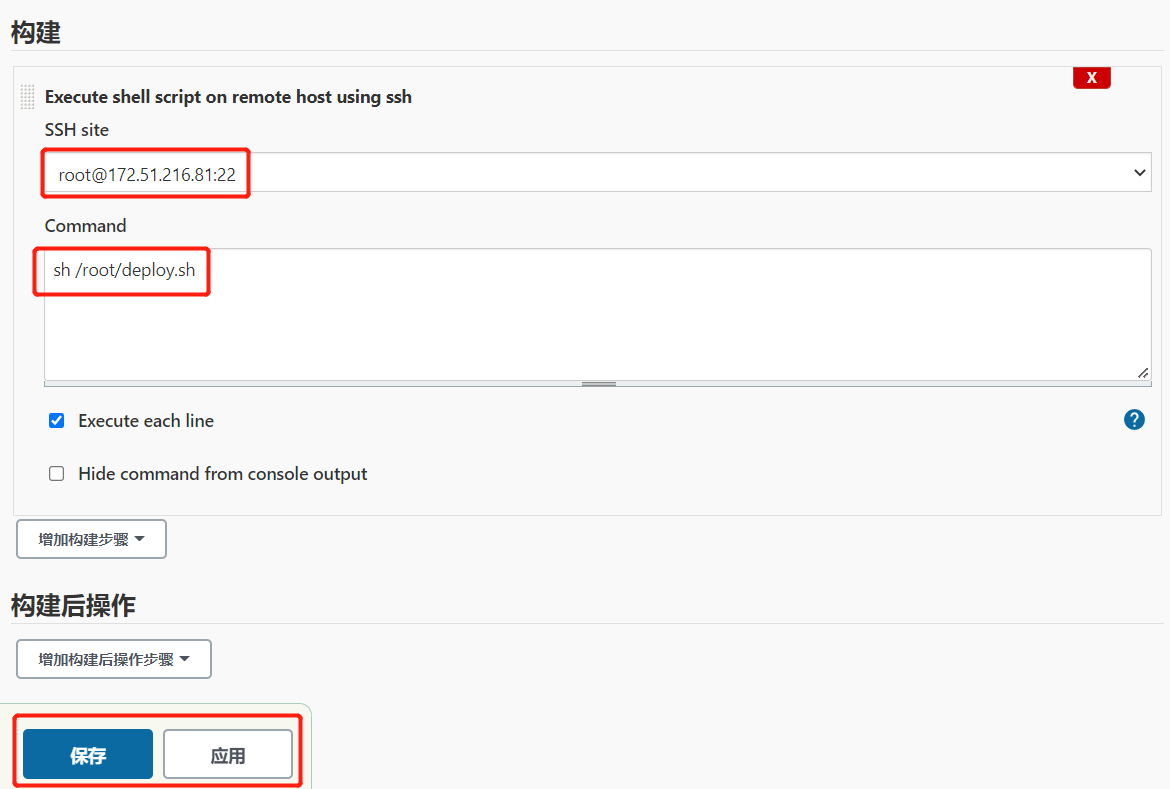 构建
X
Execute shell script on remote host using ssh
SSH site
root@172.51.216.81:22
Command
sh /root/deploy.sh
Execute each line
?
Hide command from console output
增加构建步骤
构建后操作
增加构建后操作步骤
保存 应用